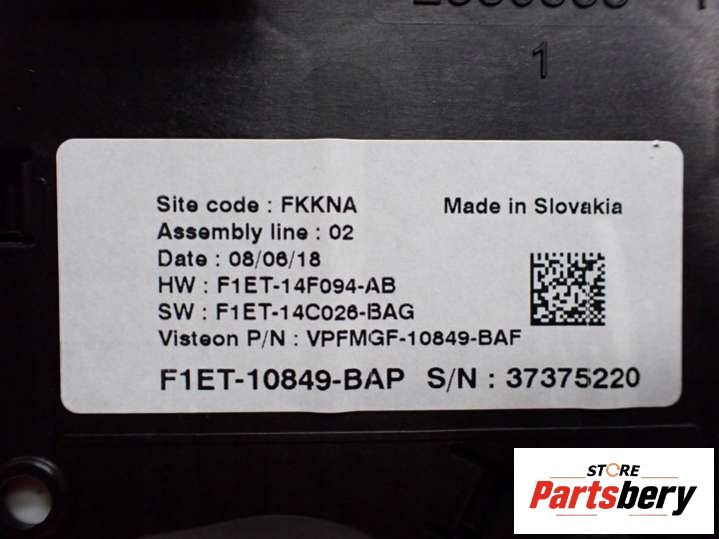 1
Site code : FKKNA
Made in Slovakia
Assembly line : 02
Date : 08/06/18
HW : F1ET-14F094-AB
SW : F1ET-14C026-BAG
Visteon P/N : VPFMGF-10849-BAF
F1ET-10849-BAP S/N : 37375220
STORE
Partsbery